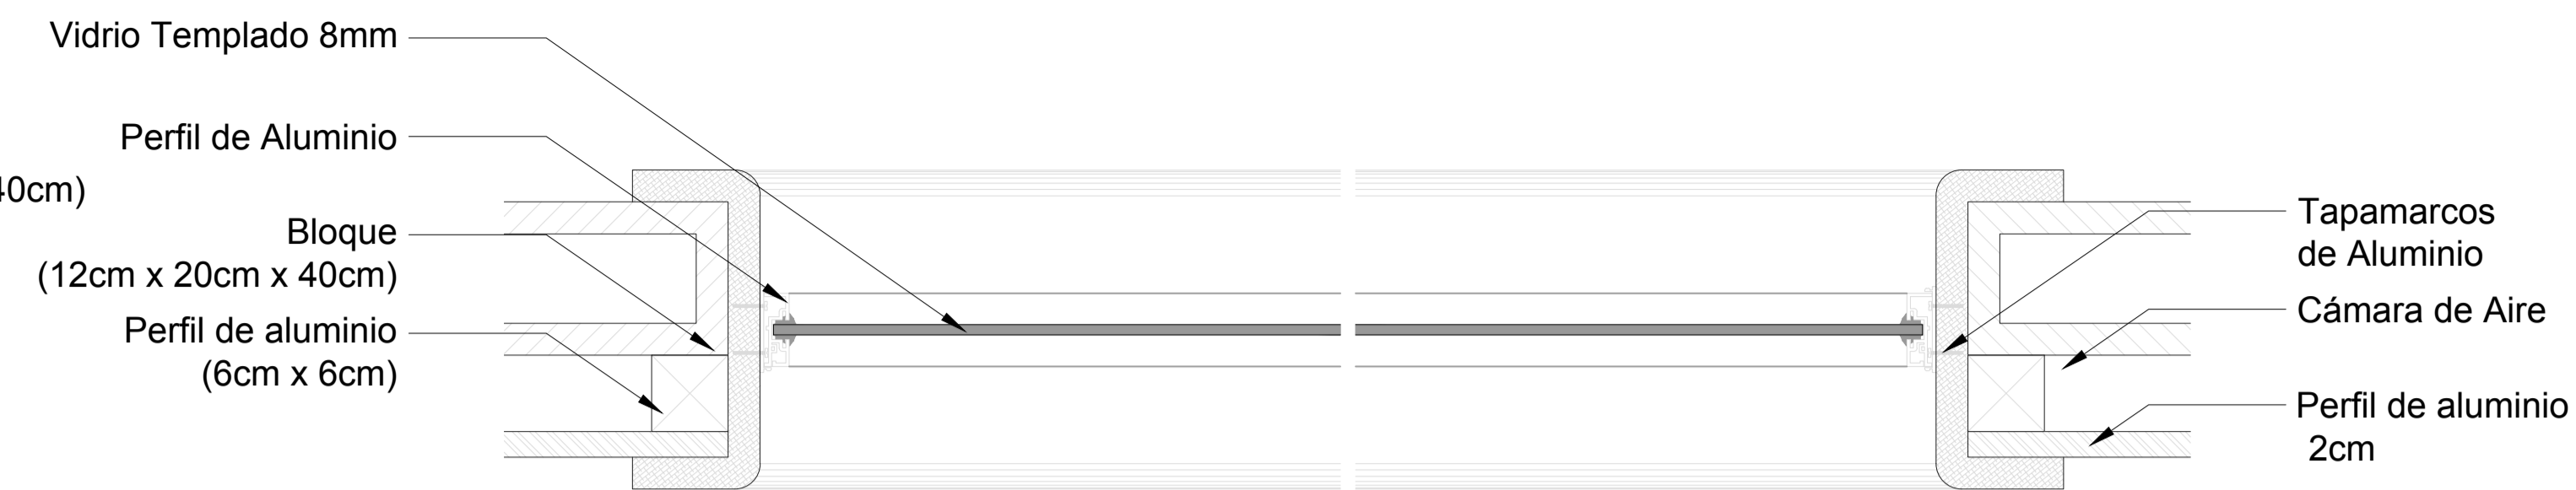 Vidrio Templado 8mm
Perfil de Aluminio
40cm)
Bloque
(12cm x 20cm x 40cm)
Perfil de aluminio
(6cm x 6cm)
Tapamarcos
de Aluminio
Cámara de Aire
Perfil de aluminio
2cm